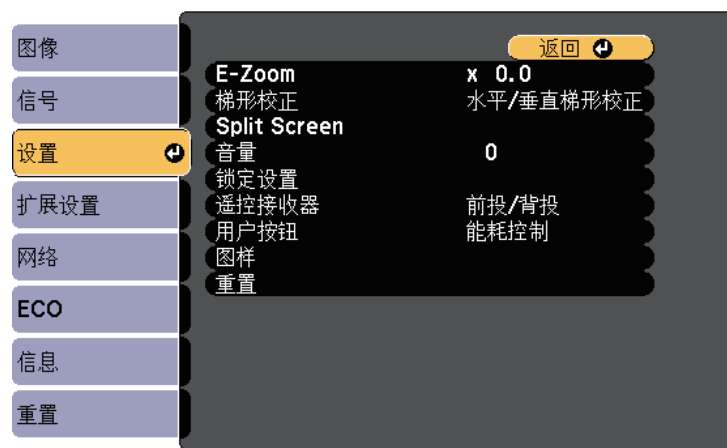 图像
信号
设置
扩展设置
网络
ECO
信息
重置
返回
E-Zoom x 0.0
梯形校正 水平/垂直梯形校正
Split Screen
音量 0
锁定设置
遥控接收器 前投/背投
用户按钮 能耗控制
图样
重置